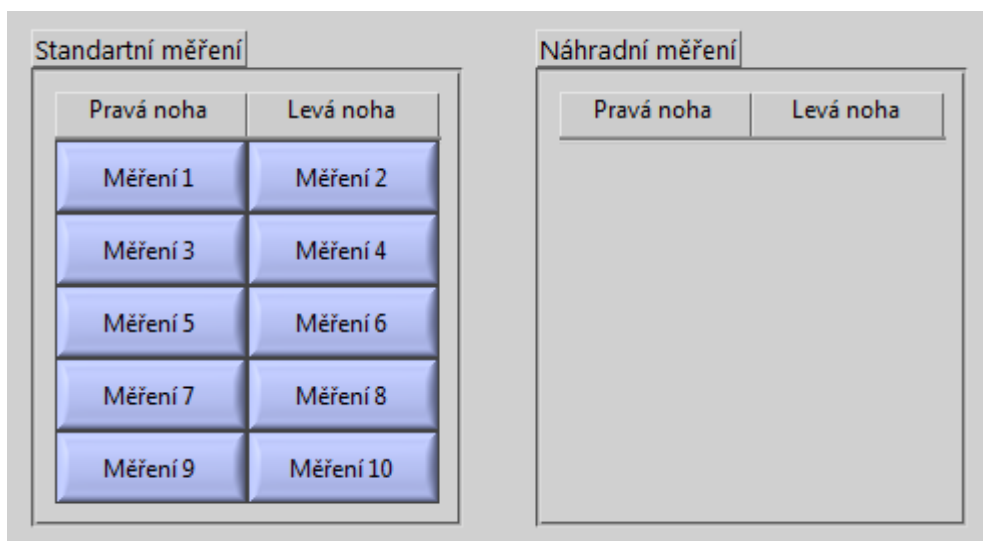 Standartní měření
Pravá noha Levá noha
Měření 1 Měření 2
Měření 3 Měření 4
Měření 5 Měření 6
Měření 7 Měření 8
Měření 9 Měření 10
Náhradní měření
Pravá noha Levá noha